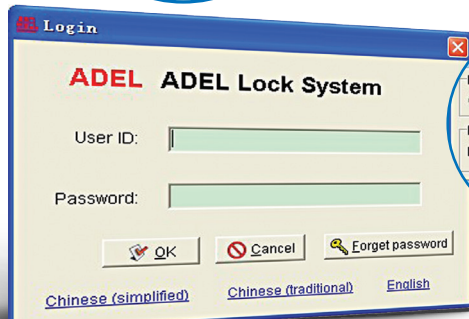 Login
ADEL ADEL Lock System
User ID:
Password:
OK Cancel Forget password
Chinese (simplified) Chinese (traditional) English